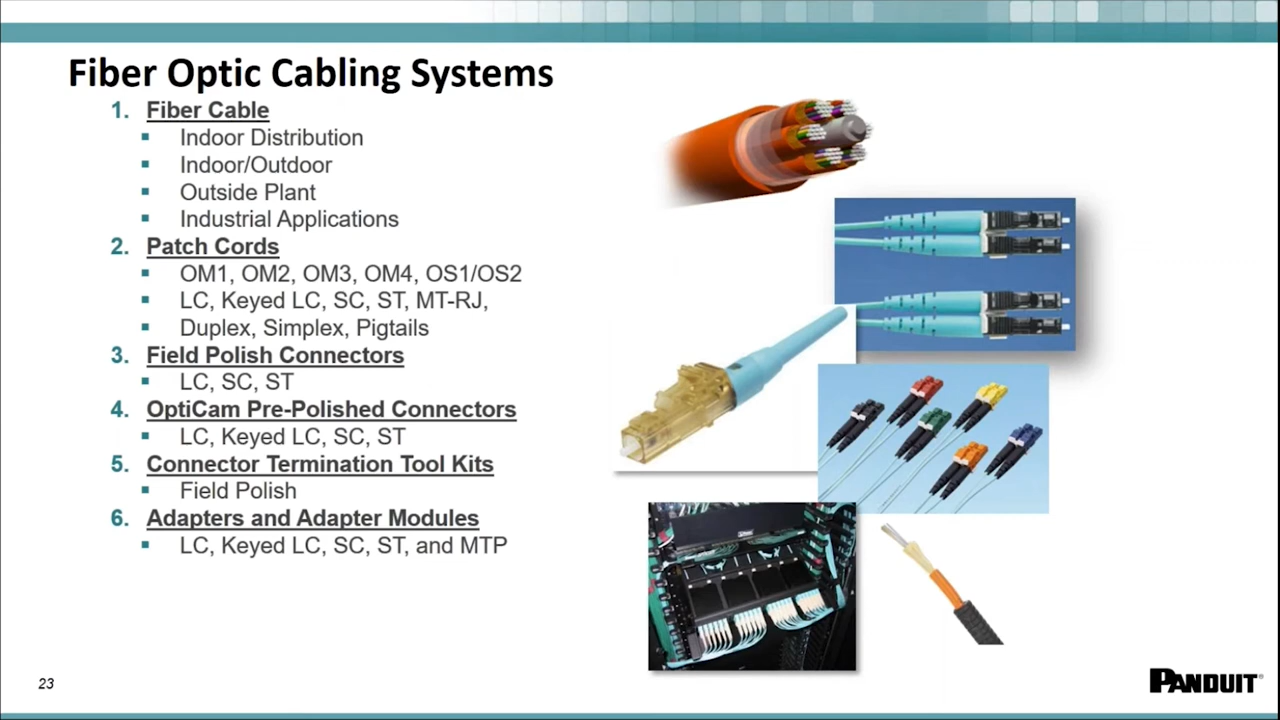 Fiber Optic Cabling Systems
1. Fiber Cable
▪ Indoor Distribution
▪ Indoor/Outdoor
▪ Outside Plant
▪ Industrial Applications
2. Patch Cords
▪ OM1, OM2, OM3, OM4, OS1/OS2
▪ LC, Keyed LC, SC, ST, MT-RJ,
▪ Duplex, Simplex, Pigtails
3. Field Polish Connectors
▪ LC, SC, ST
4. OptiCam Pre-Polished Connectors
▪ LC, Keyed LC, SC, ST
5. Connector Termination Tool Kits
▪ Field Polish
6. Adapters and Adapter Modules
▪ LC, Keyed LC, SC, ST, and MTP
23
PANDUIT